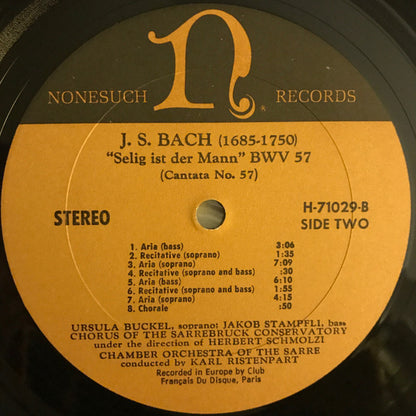 NONESUCH n RECORDS
J. S. BACH (1685-1750)
"Selig ist der Mann" BWV 57
(Cantata No. 57)
STEREO
H-71029-B
SIDE TWO
1. Aria (bass) 3:06
2. Recitative (soprano) 1:35
3. Aria (soprano) 7:09
4. Recitative (soprano and bass) :30
5. Aria (bass) 6:10
6. Recitative (soprano and bass) 1:55
7. Aria (soprano) 4:15
8. Chorale :50
URSULA BUCKEL, soprano: JAKOB STAMPFLI, bass
CHORUS OF THE SARREBRUCK CONSERVATORY
under the direction of HERBERT SCHMOLZI
CHAMBER ORCHESTRA OF THE SARRE
conducted by KARL RISTENPART
Recorded in Europe by Club
Français Du Disque, Paris